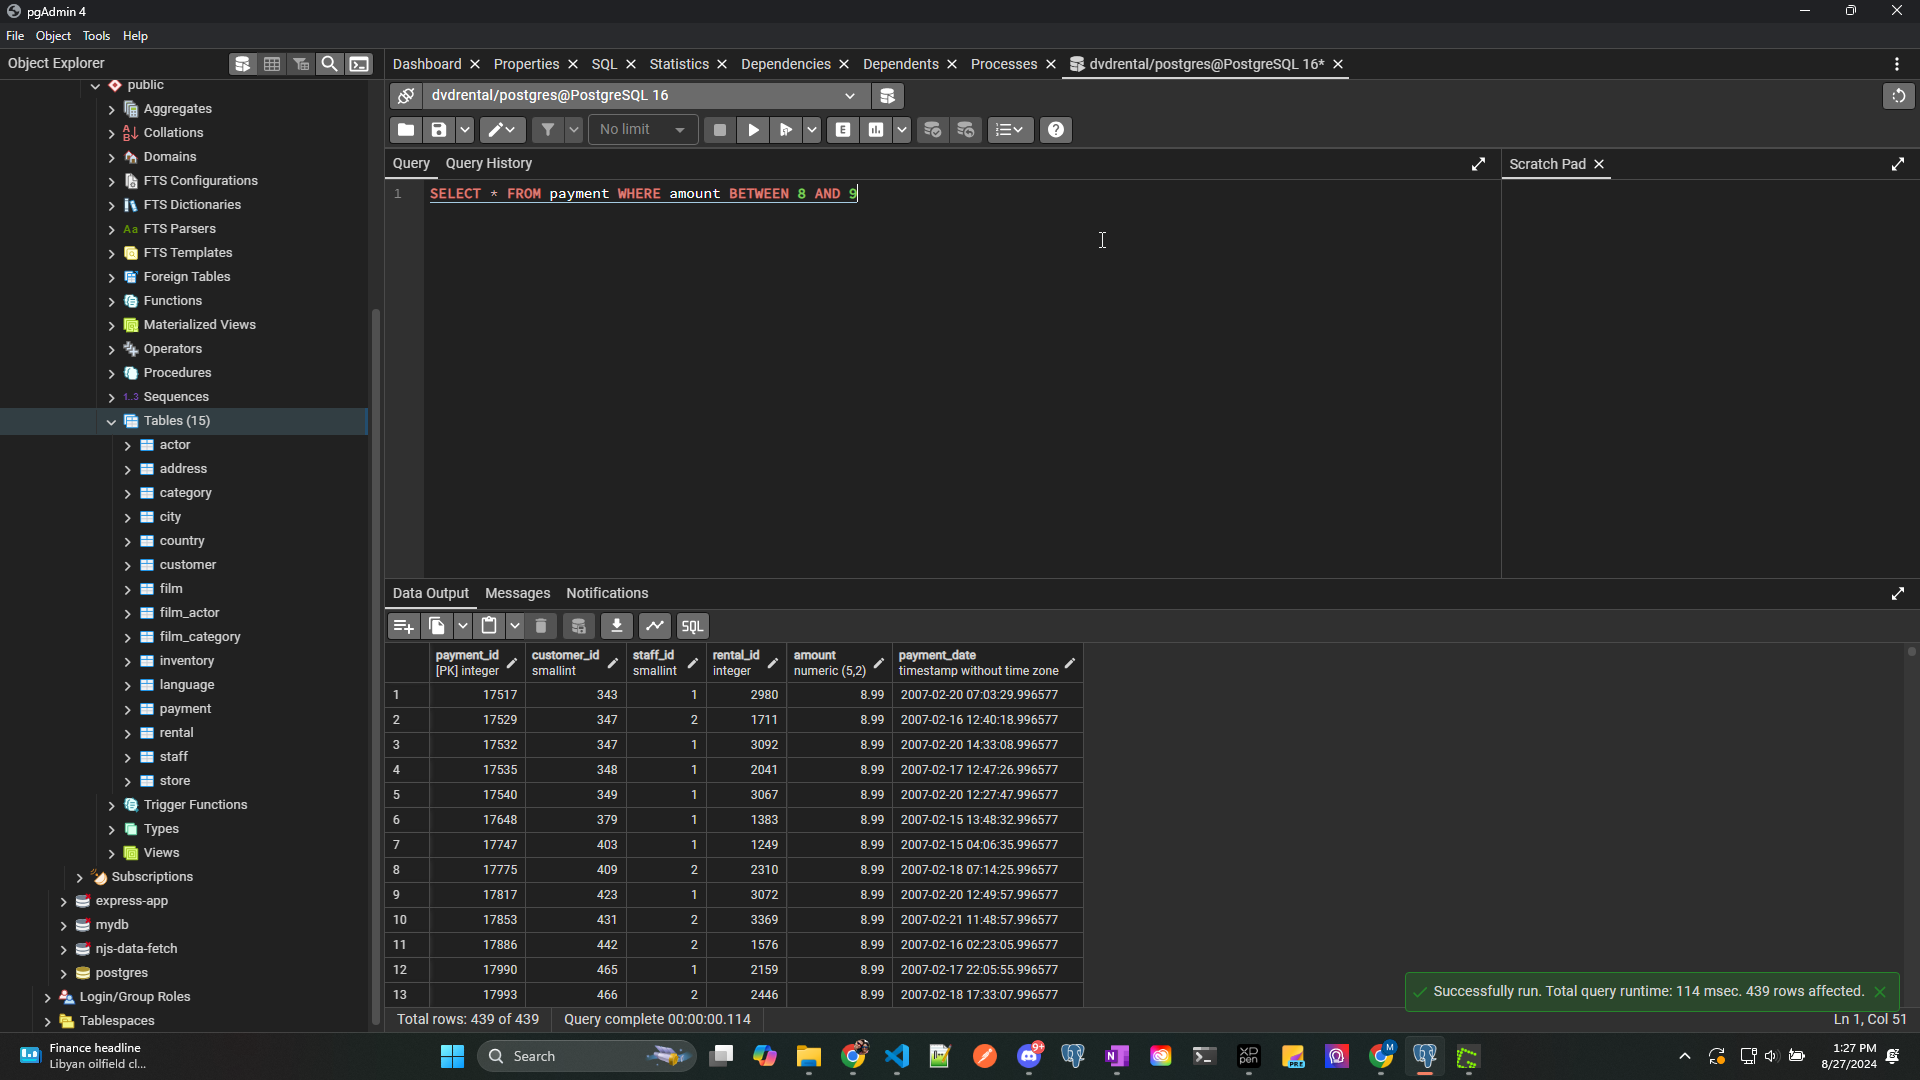 pgAdmin 4
File Object Tools Help
Object Explorer
Dashboard Properties SQL Statistics Dependencies Dependents Processes dvdrental/postgres@PostgreSQL 16*
public
Aggregates
Collations
Domains
FTS Configurations
FTS Dictionaries
Aa FTS Parsers
FTS Templates
Foreign Tables
Functions
Materialized Views
Operators
Procedures
1..3 Sequences
Tables (15)
actor
address
category
city
country
customer
film
film_actor
film_category
inventory
language
payment
rental
staff
store
Trigger Functions
Types
Views
Subscriptions
express-app
mydb
njs-data-fetch
postgres
Login/Group Roles
Tablespaces
dvdrental/postgres@PostgreSQL 16
No limit E
Query Query History
Scratch Pad
1 SELECT * FROM payment WHERE amount BETWEEN 8 AND 9
Data Output Messages Notifications
SQL
payment_id customer_id staff_id rental_id amount payment_date
[PK] integer smallint smallint integer numeric (5,2) timestamp without time zone
1 17517 343 1 2980 8.99 2007-02-20 07:03:29.996577
2 17529 347 2 1711 8.99 2007-02-16 12:40:18.996577
3 17532 347 1 3092 8.99 2007-02-20 14:33:08.996577
4 17535 348 1 2041 8.99 2007-02-17 12:47:26.996577
5 17540 349 1 3067 8.99 2007-02-20 12:27:47.996577
6 17648 379 1 1383 8.99 2007-02-15 13:48:32.996577
7 17747 403 1 1249 8.99 2007-02-15 04:06:35.996577
8 17775 409 2 2310 8.99 2007-02-18 07:14:25.996577
9 17817 423 1 3072 8.99 2007-02-20 12:49:57.996577
10 17853 431 2 3369 8.99 2007-02-21 11:48:57.996577
11 17886 442 2 1576 8.99 2007-02-16 02:23:05.996577
12 17990 465 1 2159 8.99 2007-02-17 22:05:55.996577
13 17993 466 2 2446 8.99 2007-02-18 17:33:07.996577
Successfully run. Total query runtime: 114 msec. 439 rows affected.
Total rows: 439 of 439 Query complete 00:00:00.114
Ln 1, Col 51
Finance headline
Libyan oilfield cl...
Search
9+
M
1:27 PM
8/27/2024